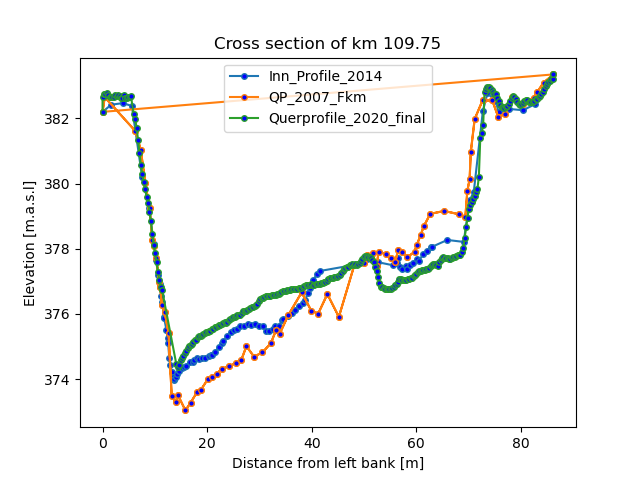 Cross section of km 109.75
Inn_Profile_2014
QP_2007_Fkm
Querprofile_2020_final
Elevation [m.a.s.l]
382
380
378
376
374
0 20 40 60 80
Distance from left bank [m]